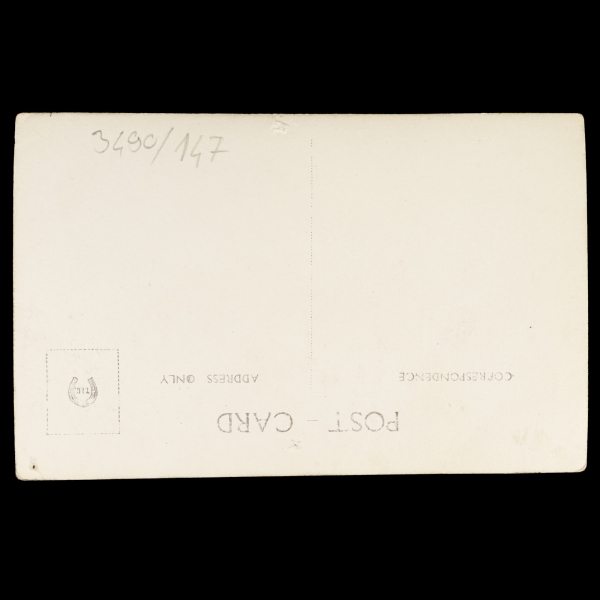 3490/147
POST - CARD
CORRESPONDENCE
ADDRESS ONLY